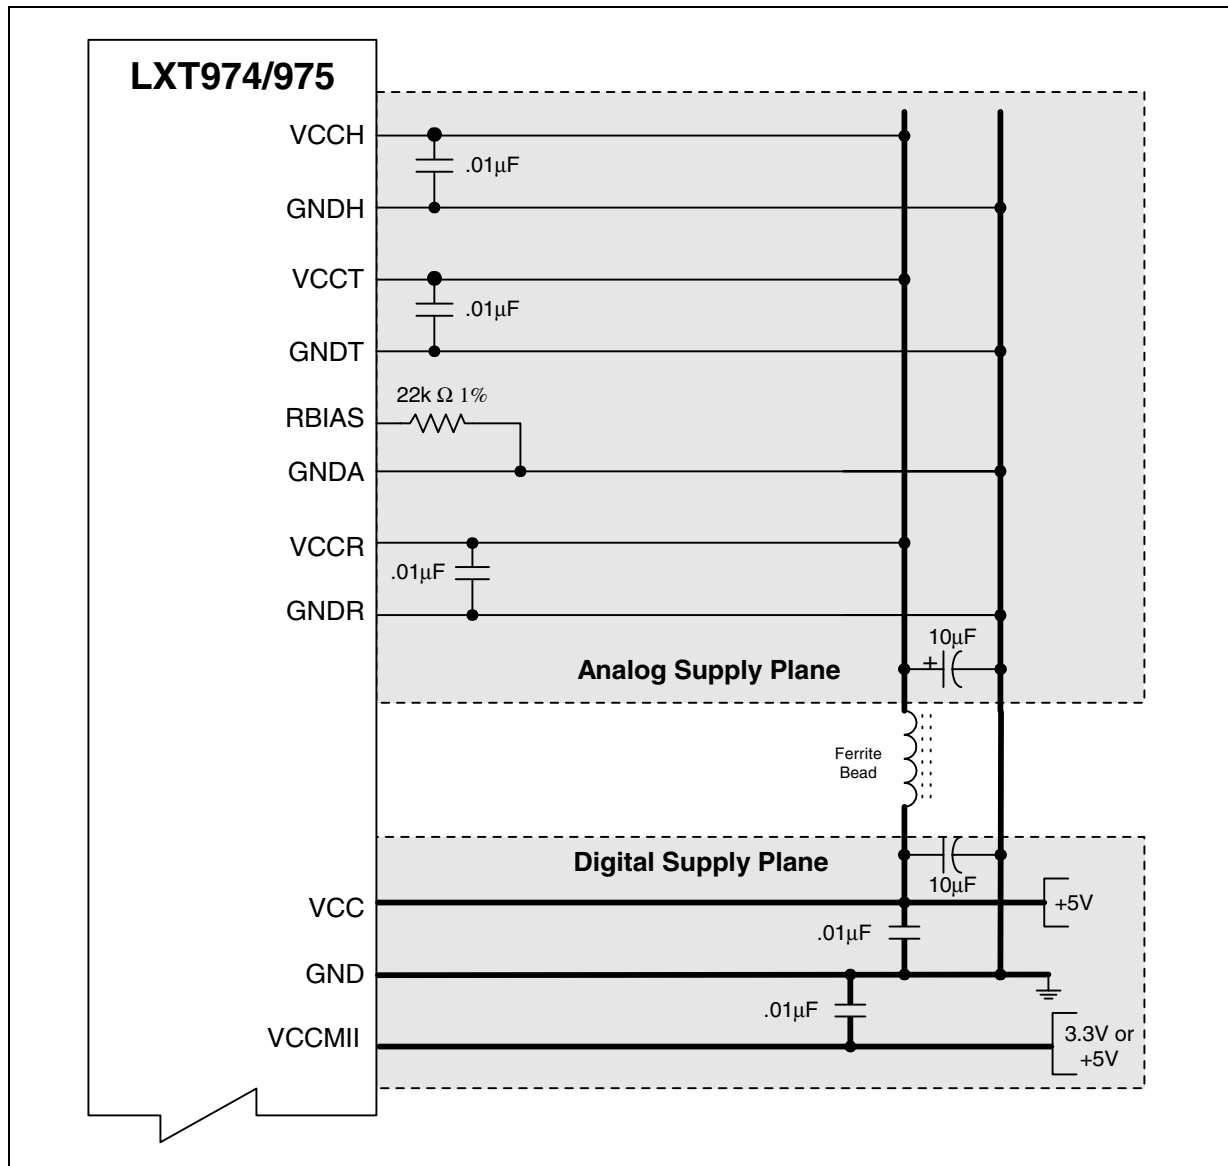 LXT974/975
VCCH
.01μF
GNDH
VCCT
.01μF
GNDT
22k Ω 1%
RBIAS
GNDA
VCCR
.01μF
GNDR
10μF
+
Analog Supply Plane
Ferrite
Bead
Digital Supply Plane
10μF
VCC
+5V
.01μF
GND
.01μF
VCCMII
3.3V or
+5V